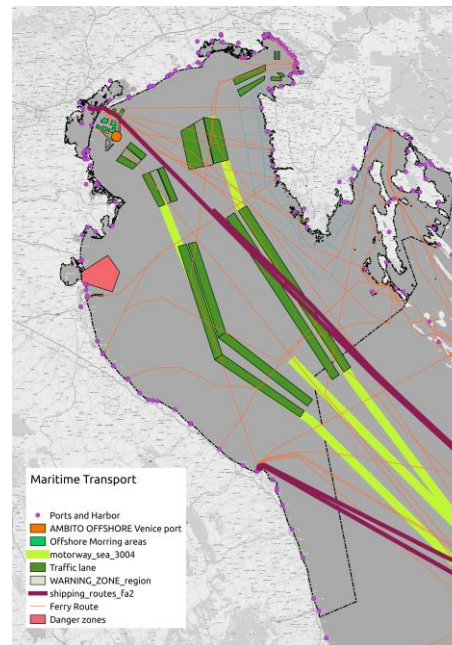 Maritime Transport
Ports and Harbor
AMBITO OFFSHORE Venice port
Offshore Morring areas
motorway_sea_3004
Traffic lane
WARNING_ZONE_region
shipping_routes_fa2
Ferry Route
Danger zones